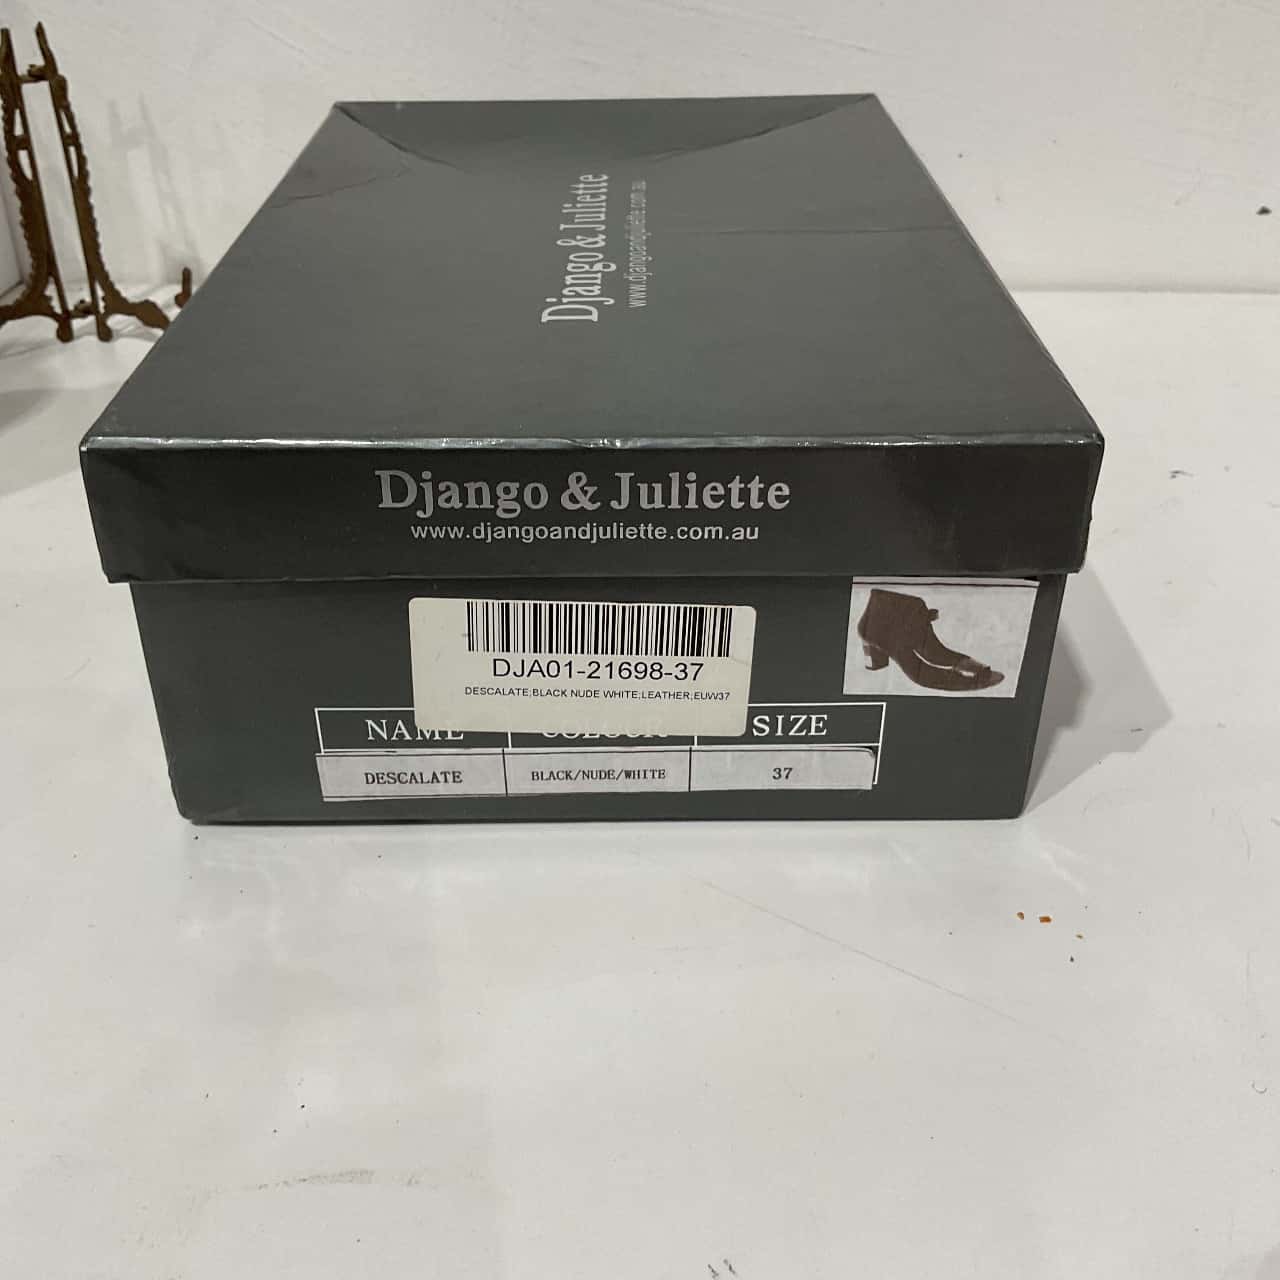 Django & Juliette
www.djangoandjuliette.com.au
Django & Juliette
www.djangoandjuliette.com.au
DJA01-21698-37
DESCALATE;BLACK NUDE WHITE;LEATHER;EUW37
NAME COLOUR SIZE
DESCALATE BLACK/NUDE/WHITE 37